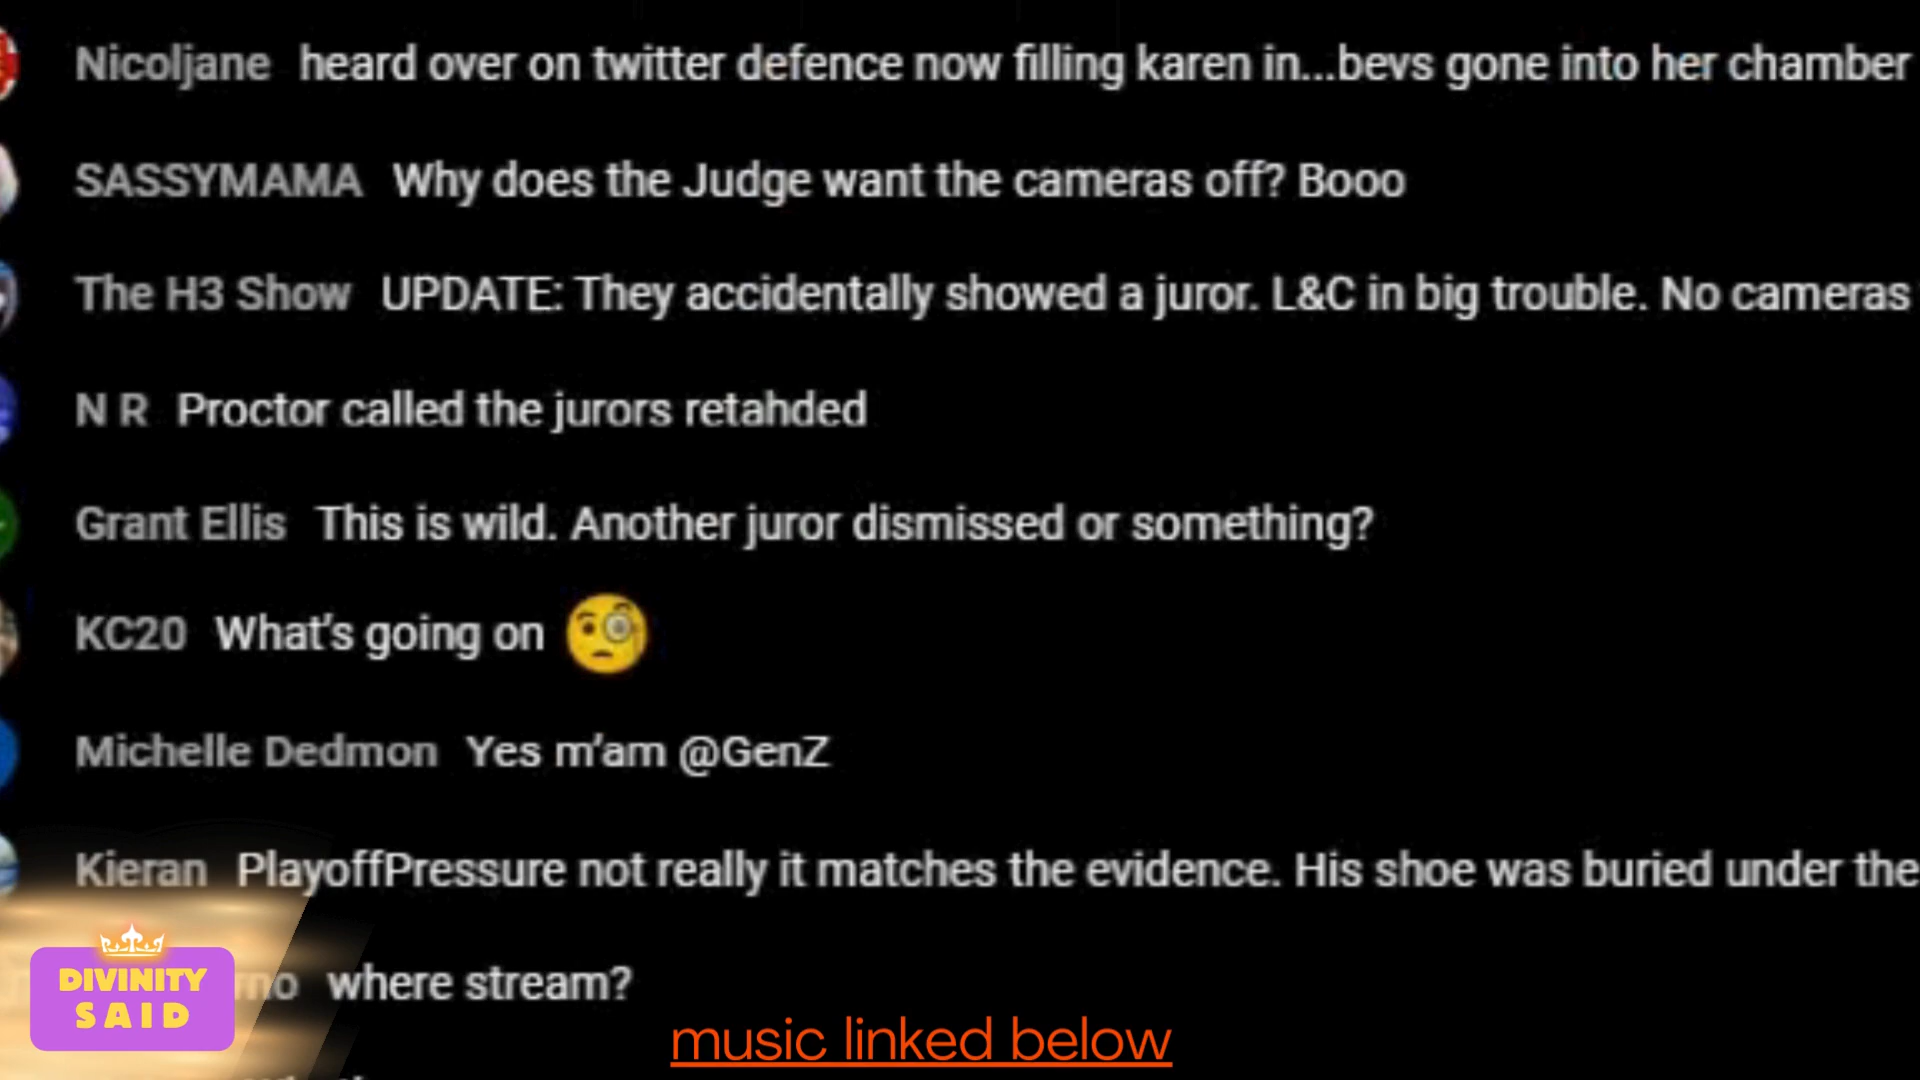 Nicoljane heard over on twitter defence now filling karen in...bevs gone into her chamber
SASSYMAMA Why does the Judge want the cameras off? Booo
The H3 Show UPDATE: They accidentally showed a juror. L&C in big trouble. No cameras
N R Proctor called the jurors retahded
Grant Ellis This is wild. Another juror dismissed or something?
KC20 What's going on 🧐
Michelle Dedmon Yes m'am @GenZ
Kieran PlayoffPressure not really it matches the evidence. His shoe was buried under the
where stream?
DIVINITY
SAID
music linked below